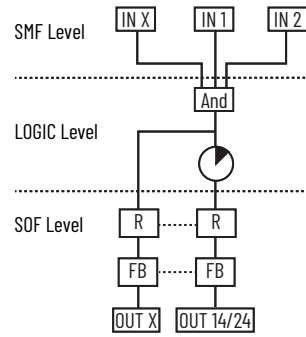 SMF Level
IN X IN 1 IN 2
And
LOGIC Level
SOF Level
R R
FB FB
OUT X OUT 14/24